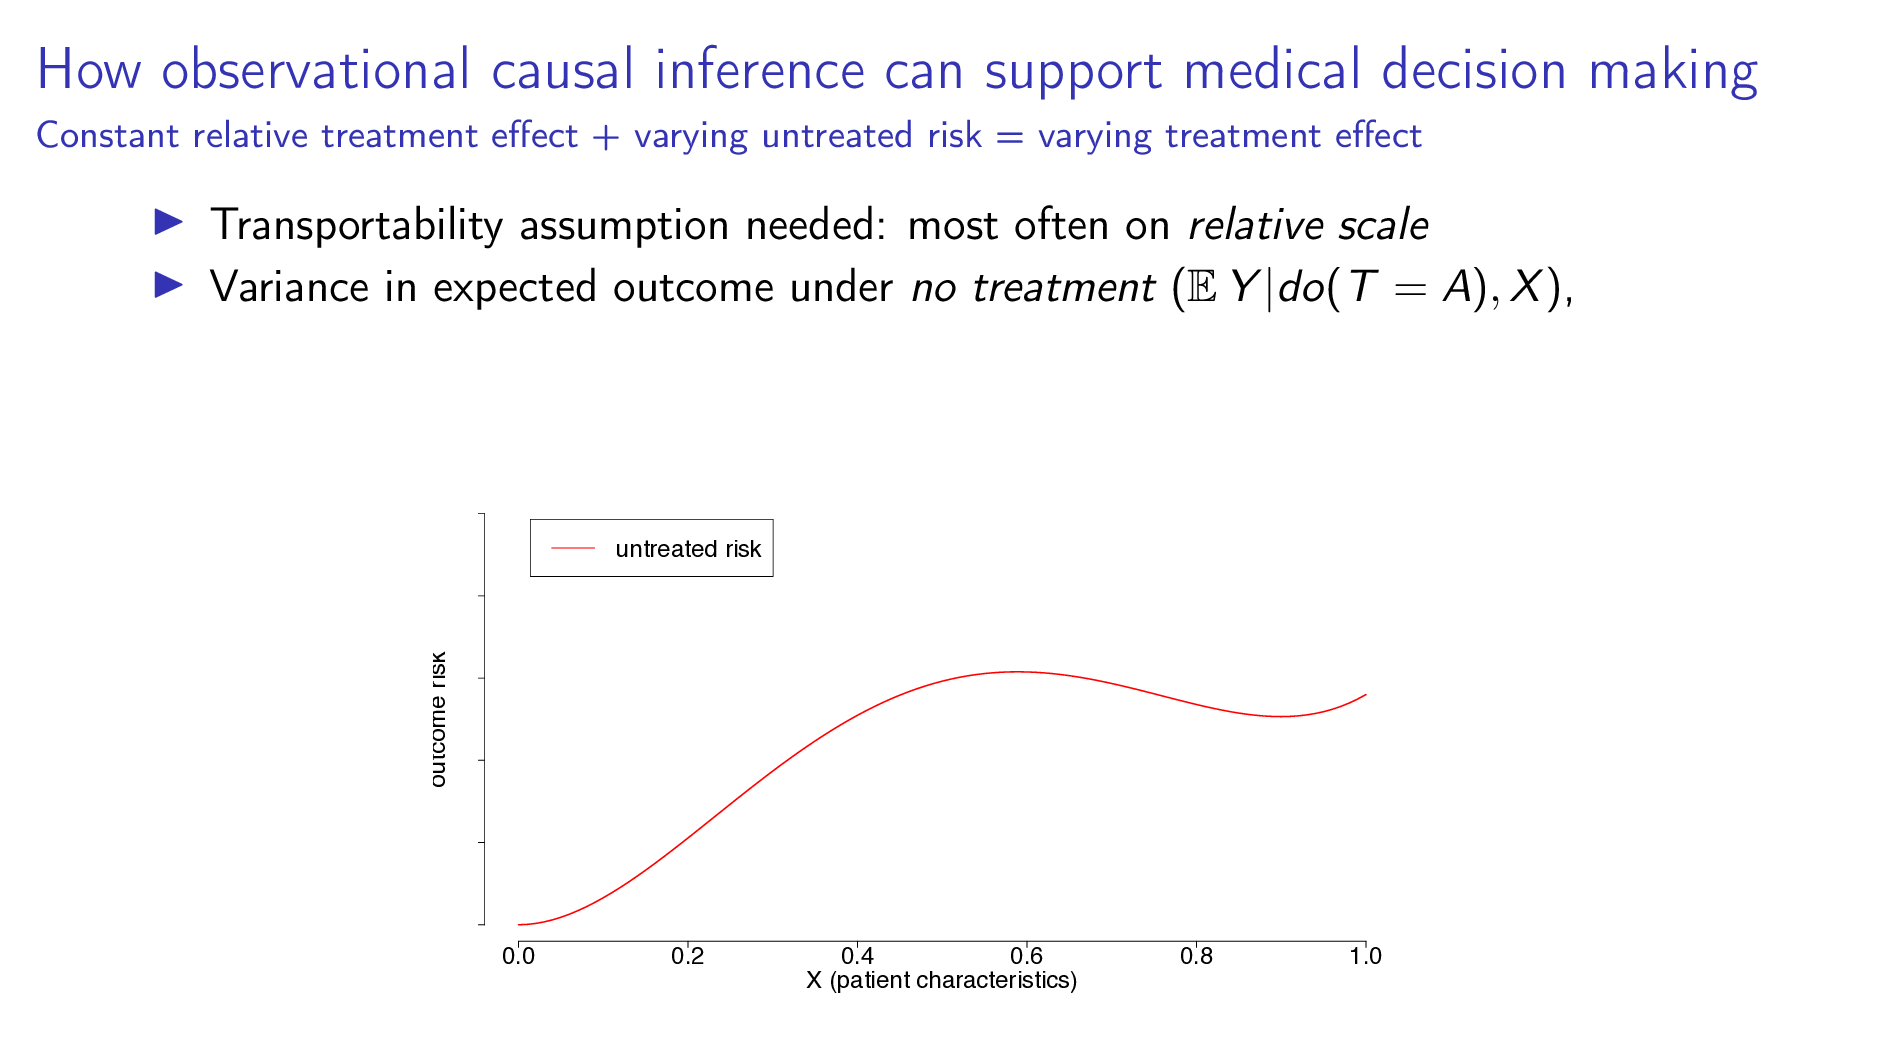 How observational causal inference can support medical decision making
Constant relative treatment effect + varying untreated risk = varying treatment effect
▶ Transportability assumption needed: most often on relative scale
▶ Variance in expected outcome under no treatment (𝔼 Y|do(T = A), X),
untreated risk
outcome risk
0.0 0.2 0.4 0.6 0.8 1.0
X (patient characteristics)